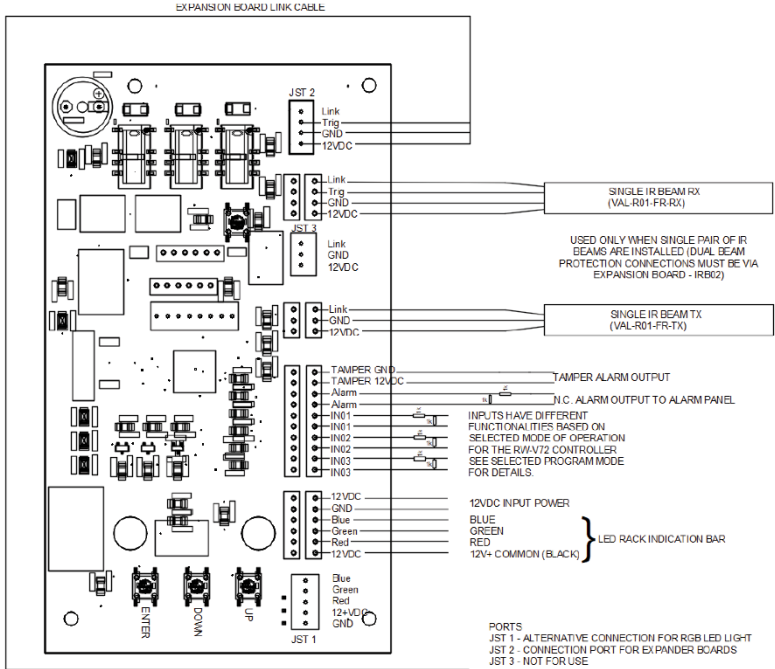 EXPANSION BOARD LINK CABLE
JST 2
Link
Trig
GND
12VDC
Link
Trig
GND
12VDC
SINGLE IR BEAM RX
(VAL-R01-FR-RX)
JST 3
Link
GND
12VDC
USED ONLY WHEN SINGLE PAIR OF IR
BEAMS ARE INSTALLED (DUAL BEAM
PROTECTION CONNECTIONS MUST BE VIA
EXPANSION BOARD - IRB02)
Link
GND
12VDC
SINGLE IR BEAM TX
(VAL-R01-FR-TX)
TAMPER GND
TAMPER 12VDC
Alarm
Alarm
IN01
IN01
IN02
IN02
IN03
IN03
TAMPER ALARM OUTPUT
N.C. ALARM OUTPUT TO ALARM PANEL
INPUTS HAVE DIFFERENT
FUNCTIONALITIES BASED ON
SELECTED MODE OF OPERATION
FOR THE RW-V72 CONTROLLER
SEE SELECTED PROGRAM MODE
FOR DETAILS.
12VDC
GND
Blue
Green
Red
12VDC
12VDC INPUT POWER
BLUE
GREEN
RED
12V+ COMMON (BLACK)
LED RACK INDICATION BAR
Blue
Green
Red
12+VDC
GND
JST 1
ENTER
DOWN
UP
PORTS
JST 1 - ALTERNATIVE CONNECTION FOR RGB LED LIGHT
JST 2 - CONNECTION PORT FOR EXPANDER BOARDS
JST 3 - NOT FOR USE